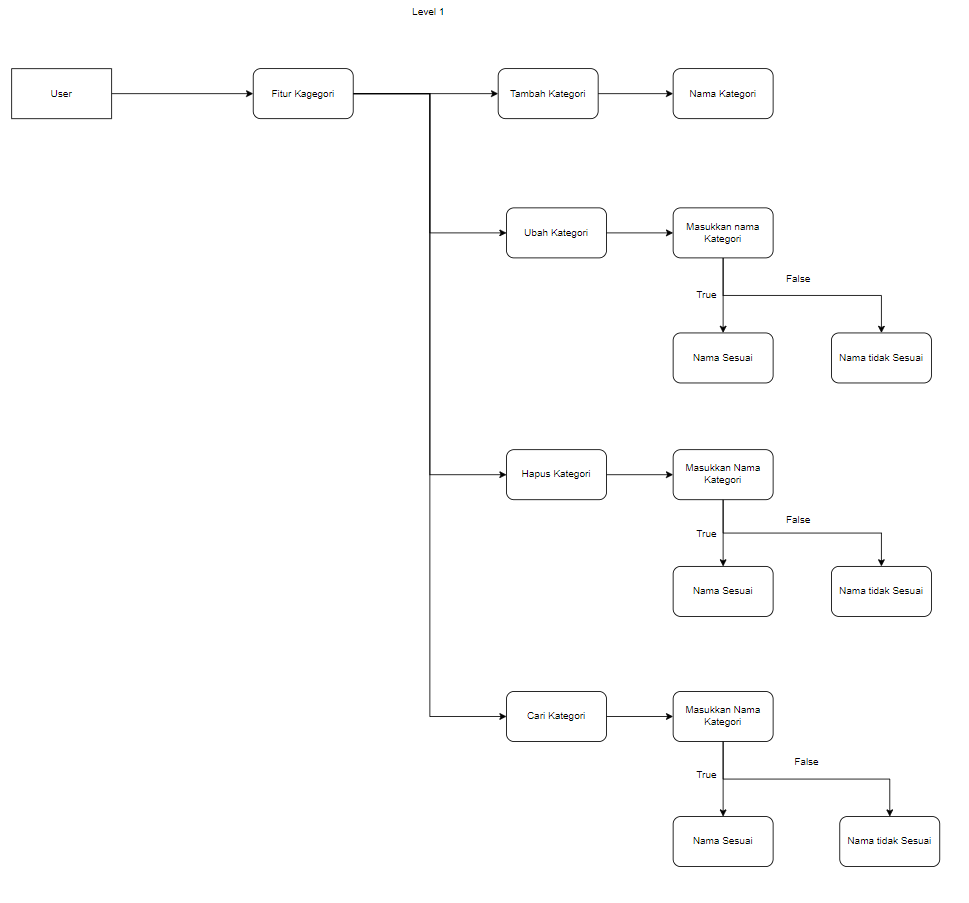 Level 1
User
Fitur Kagegori
Tambah Kategori
Nama Kategori
Ubah Kategori
Masukkan nama
Kategori
False
True
Nama Sesuai
Nama tidak Sesuai
Hapus Kategori
Masukkan Nama
Kategori
False
True
Nama Sesuai
Nama tidak Sesuai
Cari Kategori
Masukkan Nama
Kategori
False
True
Nama Sesuai
Nama tidak Sesuai